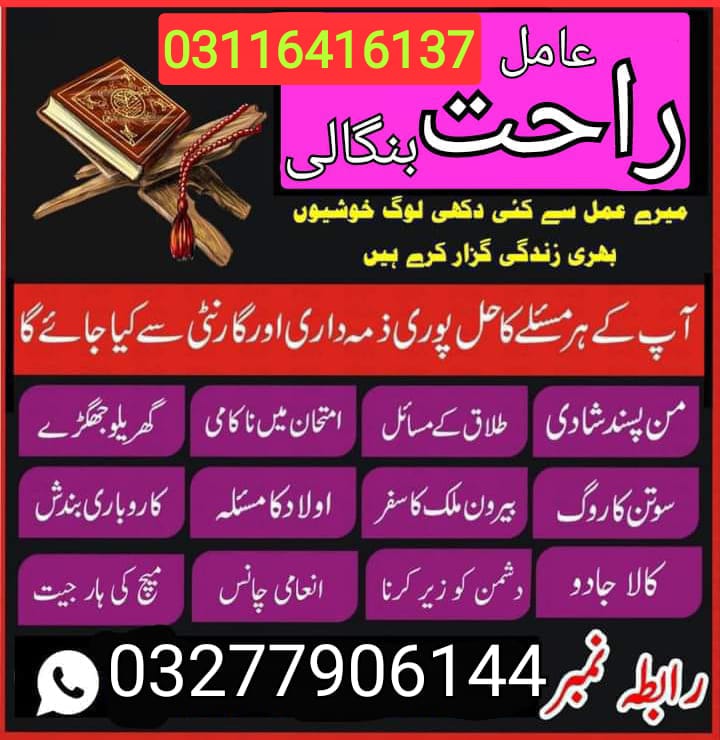 03116416137
عامل
راحت بنگالی
میرے عمل سے کئی دکھی لوگ خوشیوں
بھری زندگی گزار کرے ہیں
آپ کے ہر مسئلے کا حل پوری ذمہ داری اور گارنٹی سے کیا جائے گا
من پسند شادی
طلاق کے مسائل
امتحان میں ناکامی
گھریلو جھگڑے
سوتن کا روگ
بیرون ملک کا سفر
اولاد کا مسئلہ
کاروباری بندش
کالا جادو
دشمن کو زیر کرنا
انعامی چانس
میچ کی ہار جیت
رابطہ نمبر
03277906144